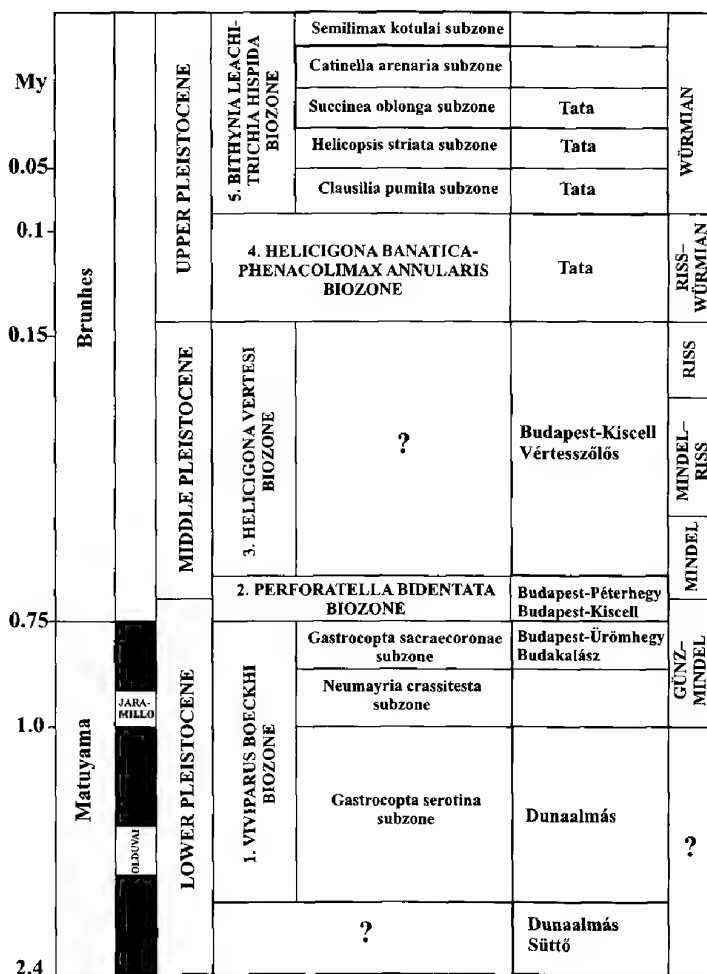 My
0.05
0.1
0.15
0.75
1.0
2.4
Brunhes
Matuyama
JARA-
MILLO
OLDUVAI
UPPER PLEISTOCENE
MIDDLE PLEISTOCENE
LOWER PLEISTOCENE
5. BITHYNIA LEACHI-
TRICHIA HISPIDA
BIOZONE
Semilimax kotulai subzone
Catinella arenaria subzone
Succinea oblonga subzone
Tata
Helicopsis striata subzone
Tata
Clausilia pumila subzone
Tata
4. HELICIGONA BANATICA-
PHENACOLIMAX ANNULARIS
BIOZONE
Tata
3. HELICIGONA VERTESI
BIOZONE
?
Budapest-Kiscell
Vértesszőlős
2. PERFORATELLA BIDENTATA
BIOZONE
Budapest-Péterhegy
Budapest-Kiscell
1. VIVIPARUS BOECKHI
BIOZONE
Gastrocopta sacraecoronae
subzone
Budapest-Ürömhegy
Budakalász
Neumayria crassitesta
subzone
Gastrocopta serotina
subzone
Dunaalmás
?
Dunaalmás
Süttő
WÜRMIAN
RISS–
WÜRMIAN
RISS
MINDEL–
RISS
MINDEL
GÜNZ–
MINDEL
?